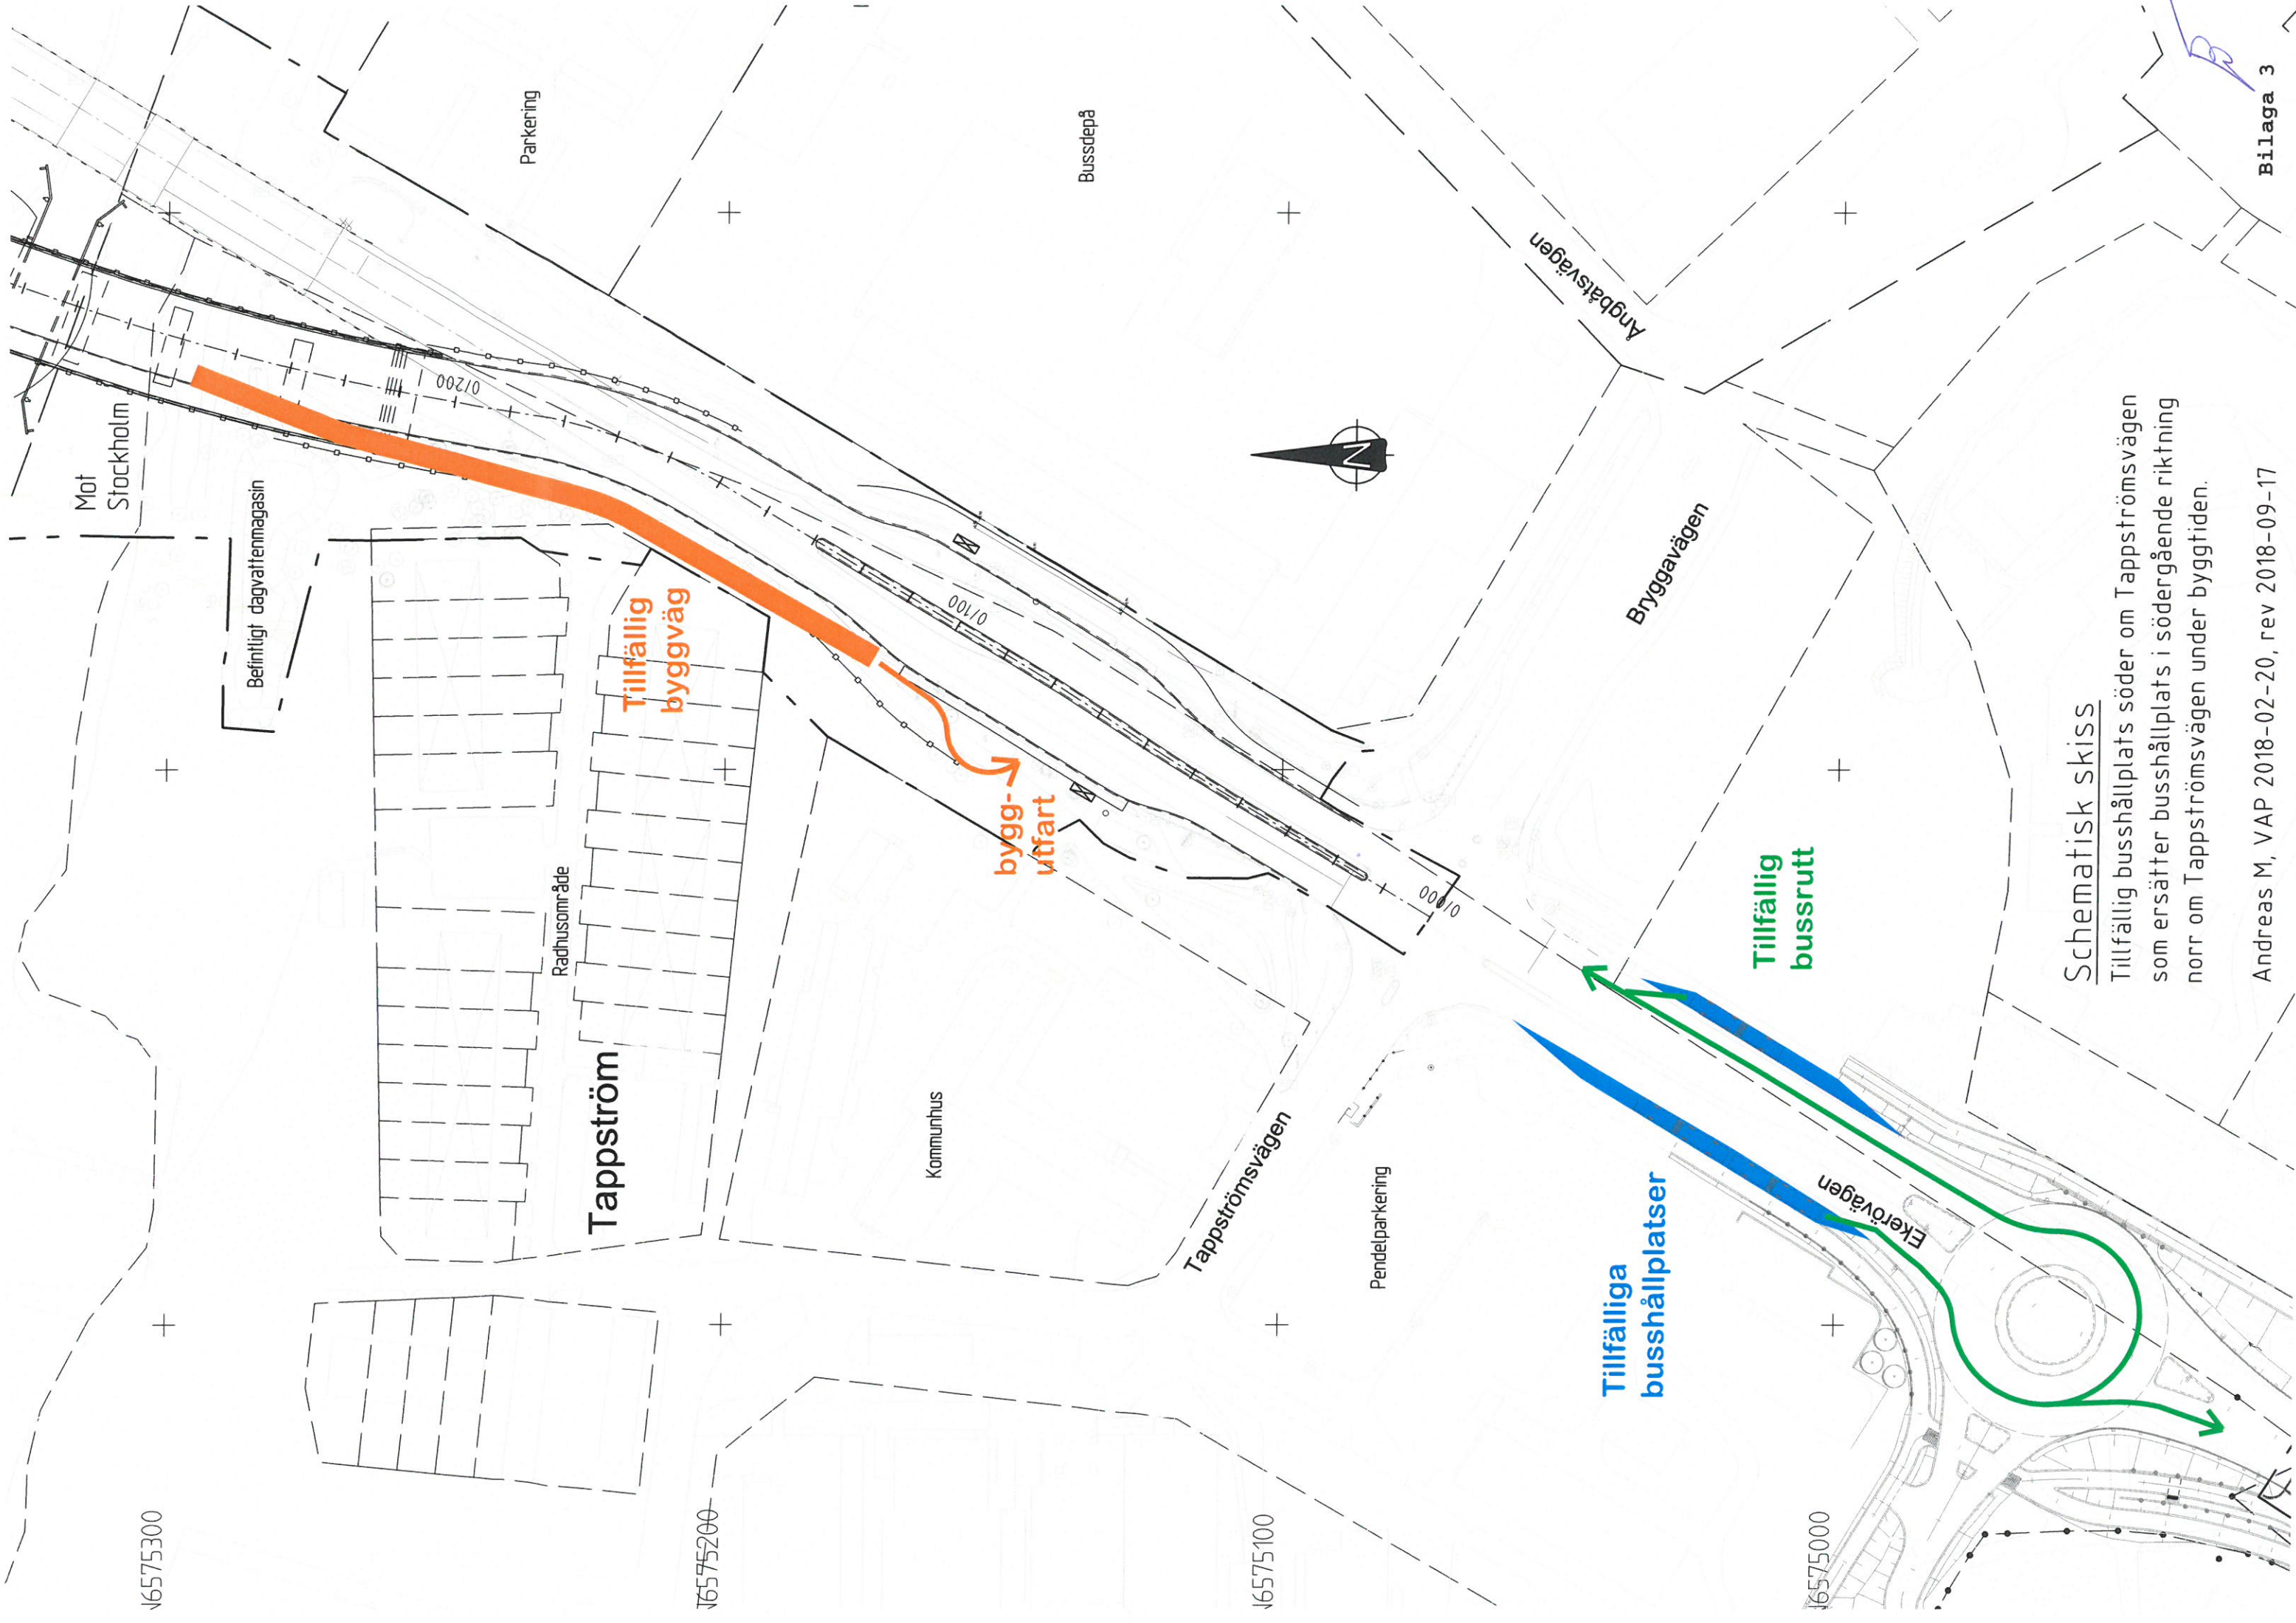 Mot
Stockholm
Befintligt dagvattenmagasin
Parkering
Bussdepå
Ångbåtsvägen
Bryggavägen
0/200
0/100
0/000
Tillfällig
byggväg
bygg-
utfart
Radhusområde
Tappström
Kommunhus
Tappströmsvägen
Pendelparkering
Tillfälliga
busshållplatser
Ekerövägen
Tillfällig
bussrutt
N
N6575300
N6575200
N6575100
N6575000
Schematisk skiss
Tillfällig busshållplats söder om Tappströmsvägen
som ersätter busshållplats i södergående riktning
norr om Tappströmsvägen under byggtiden.
Andreas M, VAP 2018-02-20, rev 2018-09-17
Bilaga 3